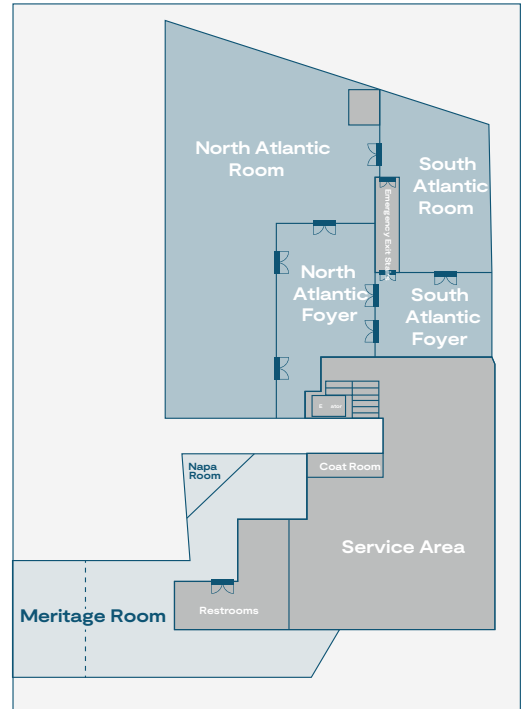 North Atlantic
Room
South
Atlantic
Room
Emergency Exit Stairs
North
Atlantic
Foyer
South
Atlantic
Foyer
Napa
Room
Coat Room
Service Area
Meritage Room
Restrooms